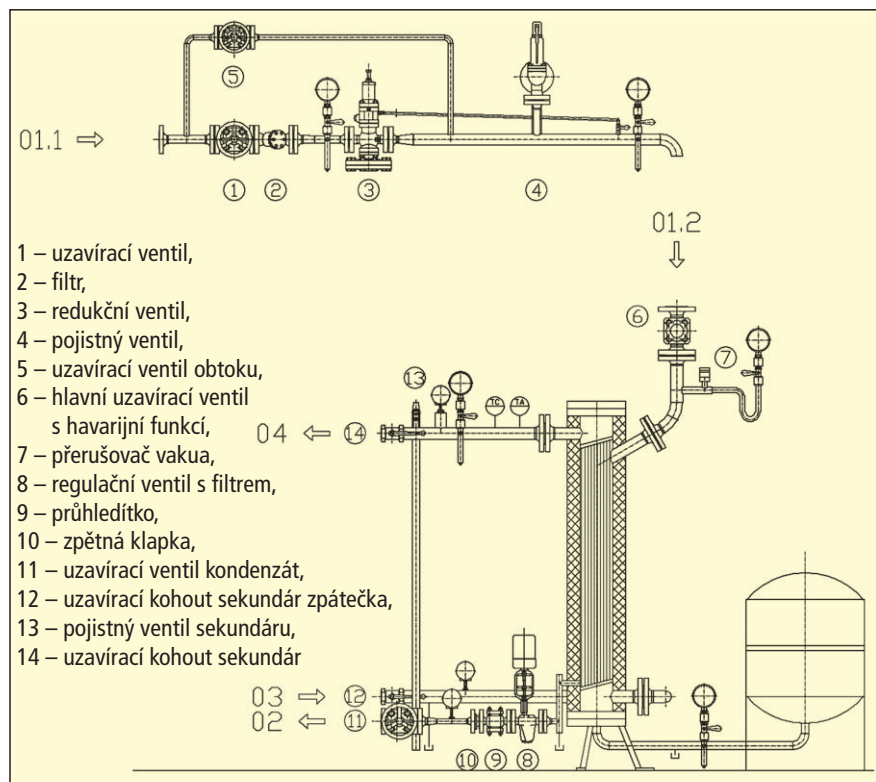 5
01.1
1 2 3 4
01.2
1 – uzavírací ventil,
2 – filtr,
3 – redukční ventil,
4 – pojistný ventil,
5 – uzavírací ventil obtoku,
6 – hlavní uzavírací ventil
s havarijní funkcí,
7 – přerušovač vakua,
8 – regulační ventil s filtrem,
9 – průhledítko,
10 – zpětná klapka,
11 – uzavírací ventil kondenzát,
12 – uzavírací kohout sekundár zpátečka,
13 – pojistný ventil sekundáru,
14 – uzavírací kohout sekundár
6
7
13
TC TA
04 14
03 12
02 11
10 9 8